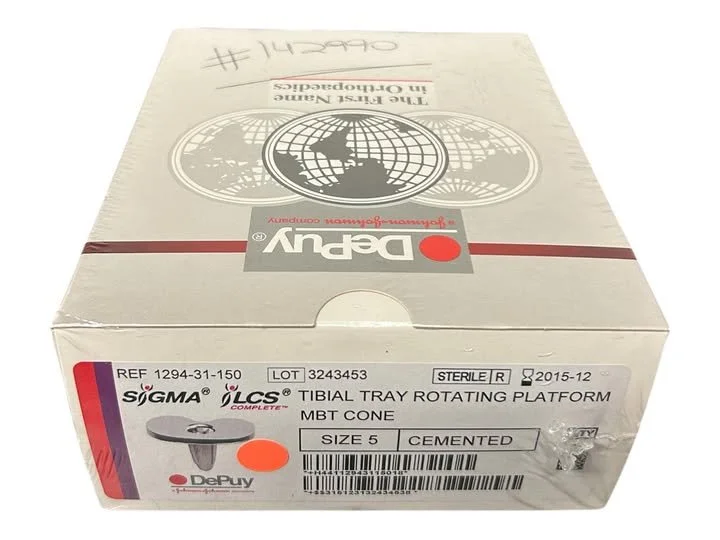 #142990
The First Name
in Orthopaedics
DePuy®
a Johnson&Johnson company
REF 1294-31-150 LOT 3243453 STERILE R 2015-12
SIGMA® LCS® COMPLETE™ TIBIAL TRAY ROTATING PLATFORM
MBT CONE
SIZE 5 CEMENTED
DePuy